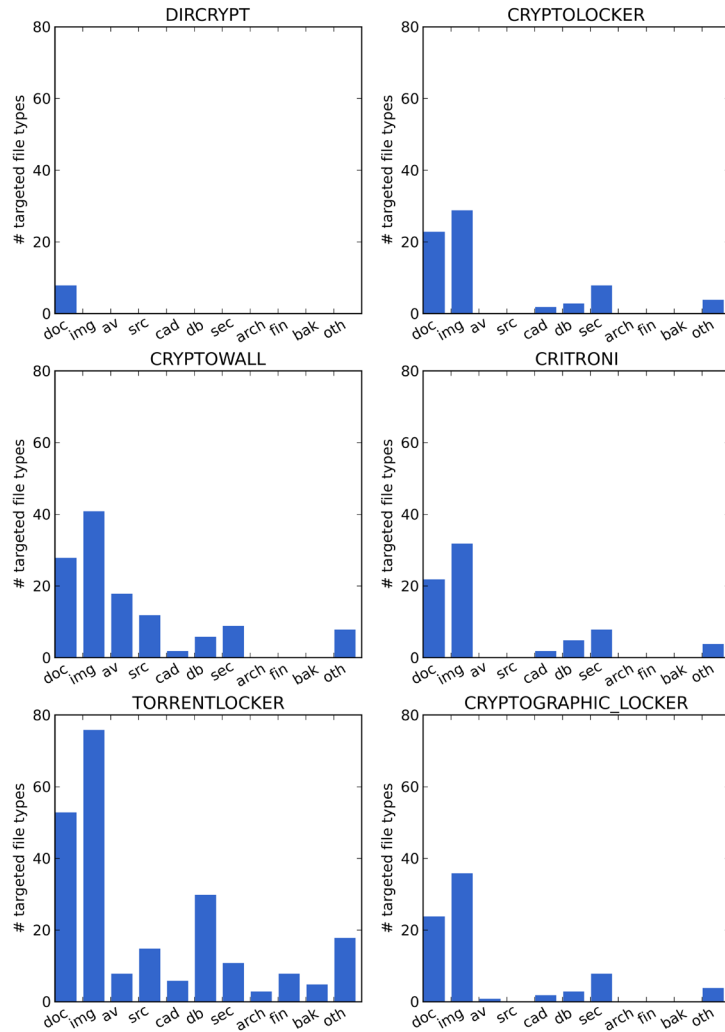 DIRCRYPT
# targeted file types
80
60
40
20
0
doc img av src cad db sec arch fin bak oth
CRYPTOLOCKER
# targeted file types
80
60
40
20
0
doc img av src cad db sec arch fin bak oth
CRYPTOWALL
# targeted file types
80
60
40
20
0
doc img av src cad db sec arch fin bak oth
CRITRONI
# targeted file types
80
60
40
20
0
doc img av src cad db sec arch fin bak oth
TORRENTLOCKER
# targeted file types
80
60
40
20
0
doc img av src cad db sec arch fin bak oth
CRYPTOGRAPHIC_LOCKER
# targeted file types
80
60
40
20
0
doc img av src cad db sec arch fin bak oth